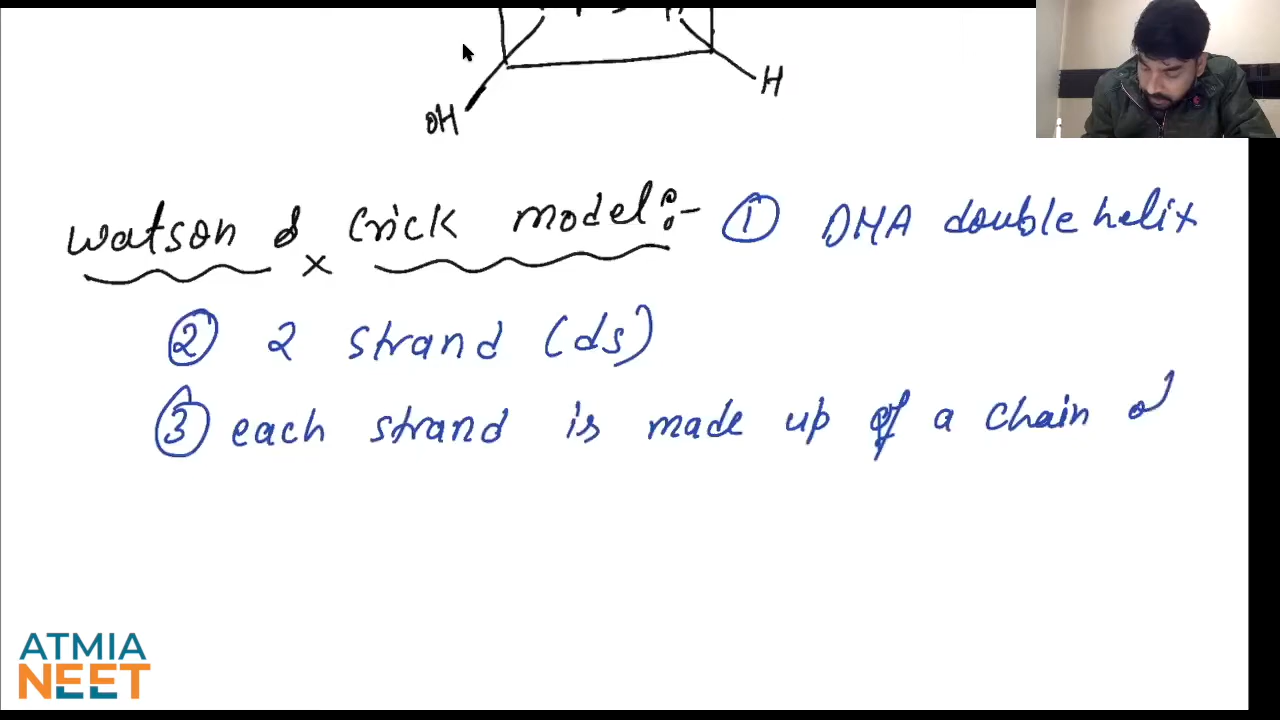 OH
H
Watson & Crick model:- ① DNA double helix
② 2 strand (ds)
③ each strand is made up of a chain of
ATMIA
NEET